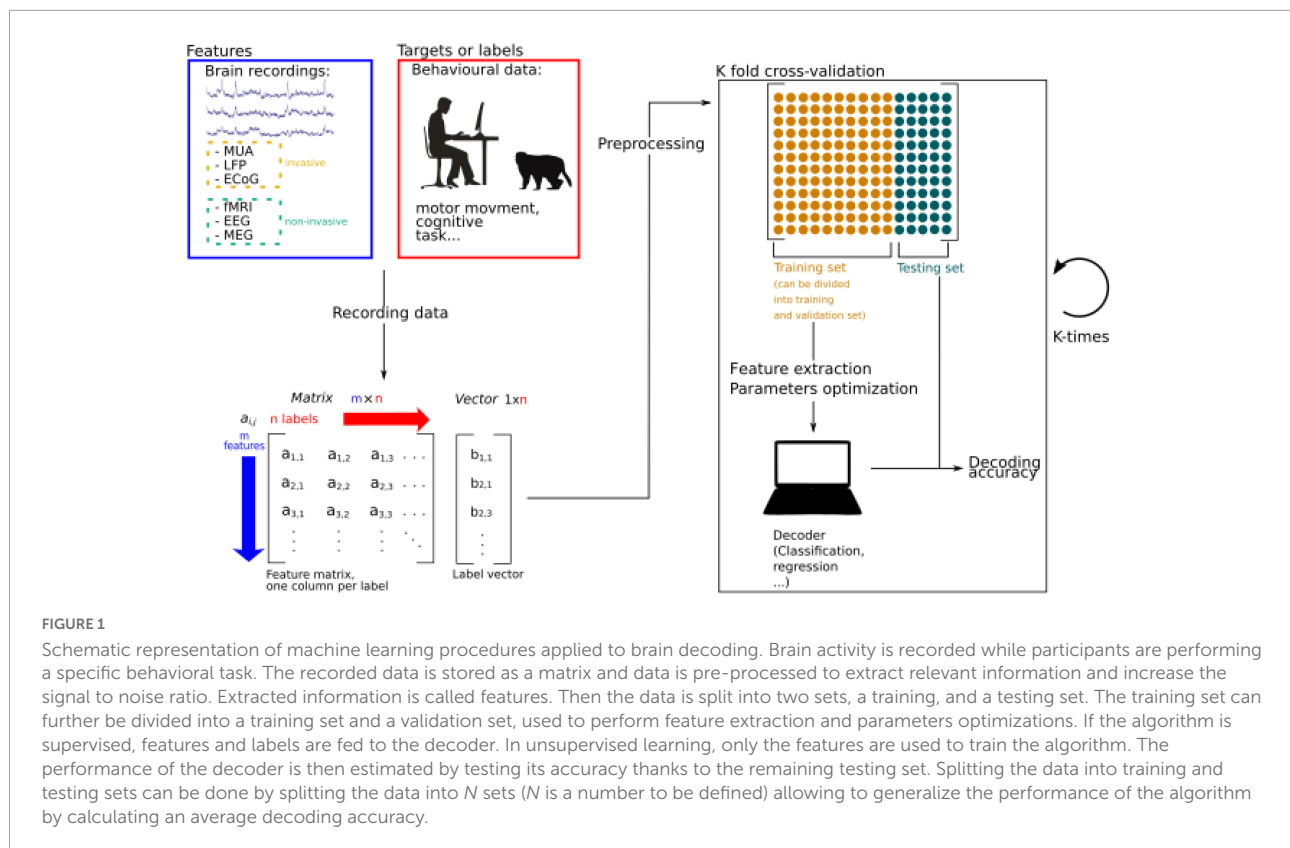 Features
Brain recordings:
- MUA
- LFP
- ECoG
invasive
- fMRI
- EEG
- MEG
non-invasive
Targets or labels
Behavioural data:
motor movment,
cognitive
task...
Recording data
Matrix m×n
Vector 1xn
a i,j n labels
m
features
a1,1 a1,2 a1,3 . . .
a2,1 a2,2 a2,3 . . .
a3,1 a3,2 a3,3 . . .
Feature matrix,
one column per label
b1,1
b2,1
b2,3
Label vector
Preprocessing
K fold cross-validation
Training set
(can be divided
into training
and validation set)
Testing set
Feature extraction
Parameters optimization
Decoder
(Classification,
regression
...)
Decoding
accuracy
K-times
FIGURE 1
Schematic representation of machine learning procedures applied to brain decoding. Brain activity is recorded while participants are performing
a specific behavioral task. The recorded data is stored as a matrix and data is pre-processed to extract relevant information and increase the
signal to noise ratio. Extracted information is called features. Then the data is split into two sets, a training, and a testing set. The training set can
further be divided into a training set and a validation set, used to perform feature extraction and parameters optimizations. If the algorithm is
supervised, features and labels are fed to the decoder. In unsupervised learning, only the features are used to train the algorithm. The
performance of the decoder is then estimated by testing its accuracy thanks to the remaining testing set. Splitting the data into training and
testing sets can be done by splitting the data into N sets (N is a number to be defined) allowing to generalize the performance of the algorithm
by calculating an average decoding accuracy.